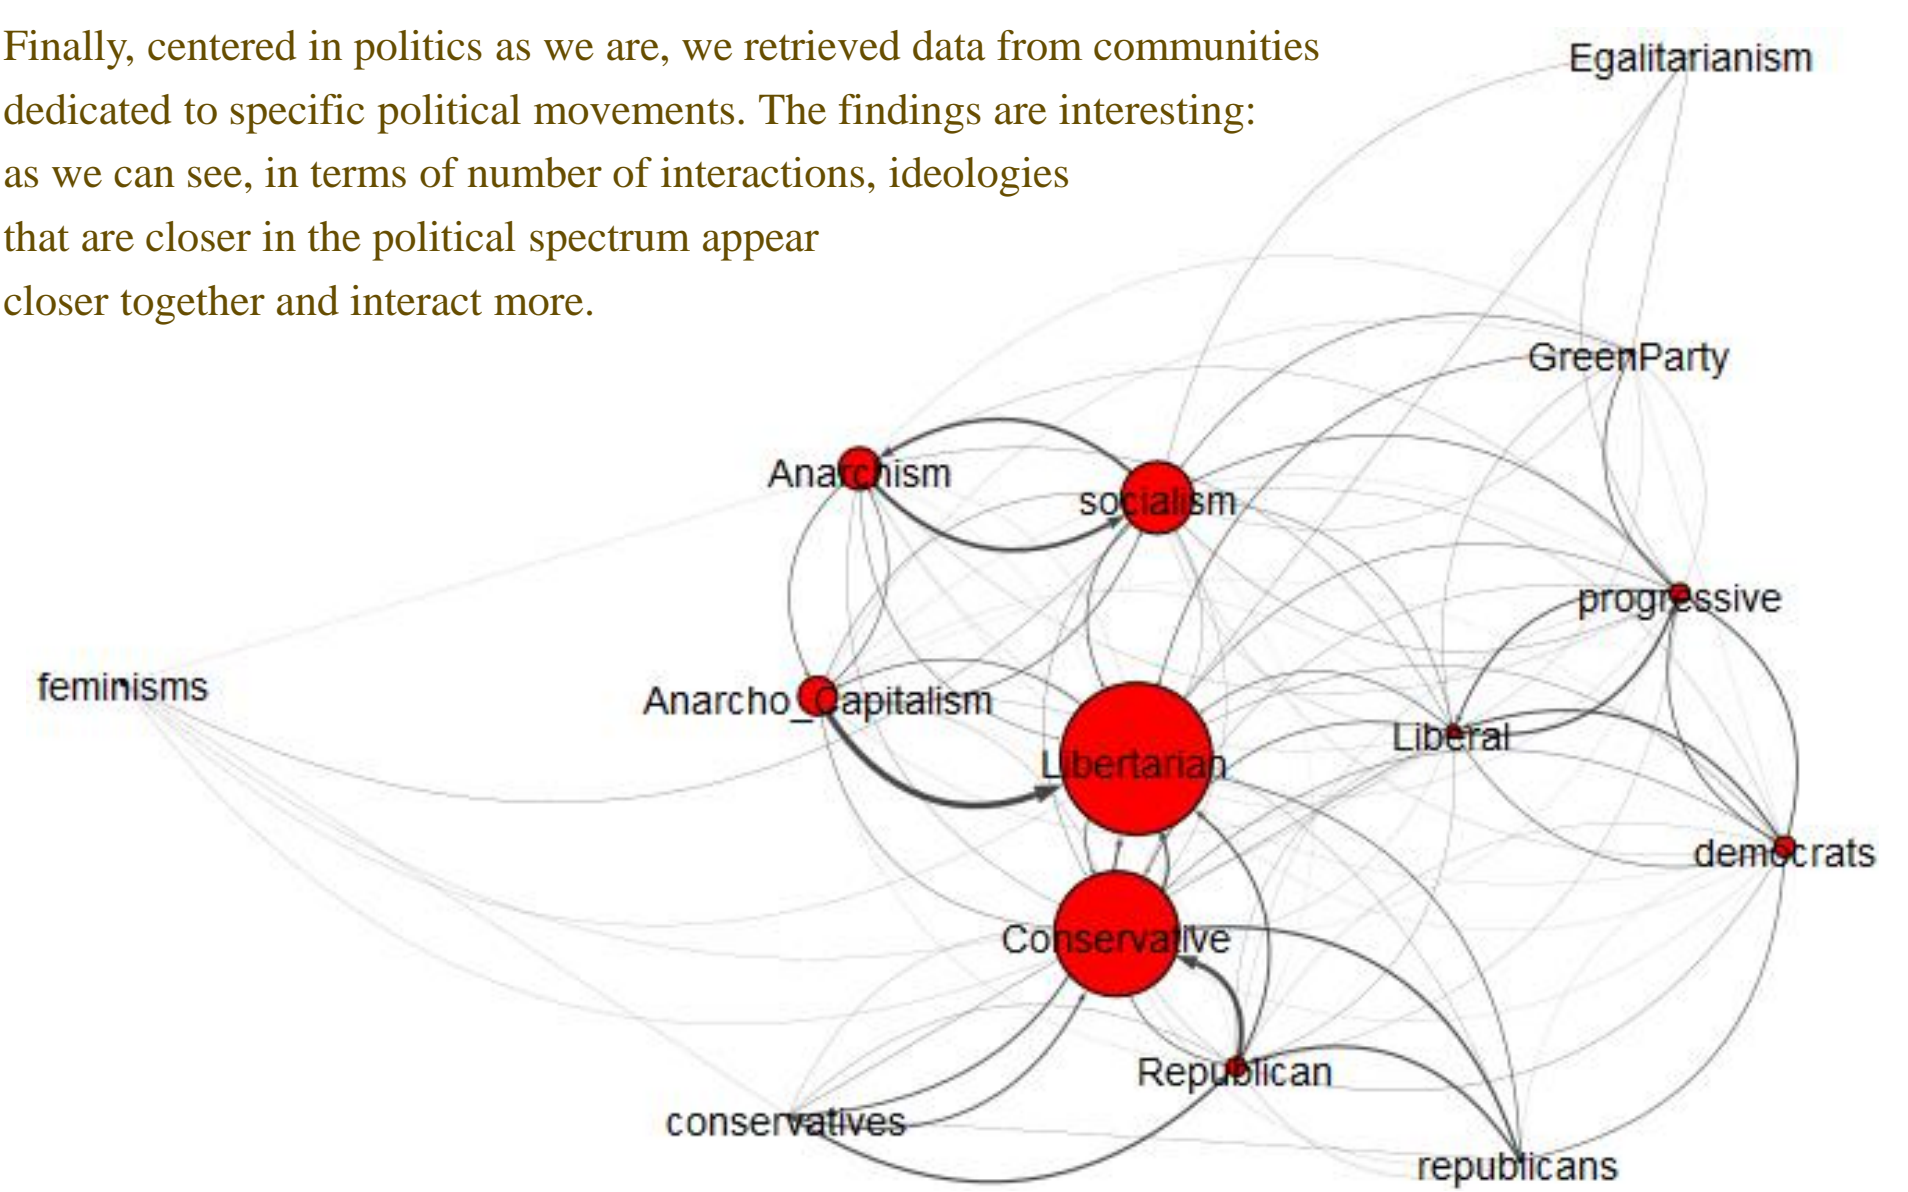 Finally, centered in politics as we are, we retrieved data from communities
dedicated to specific political movements. The findings are interesting:
as we can see, in terms of number of interactions, ideologies
that are closer in the political spectrum appear
closer together and interact more.
Egalitarianism
GreenParty
Anarchism
socialism
progressive
feminisms
Anarcho_Capitalism
Liberal
Libertarian
democrats
Conservative
Republican
conservatives
republicans